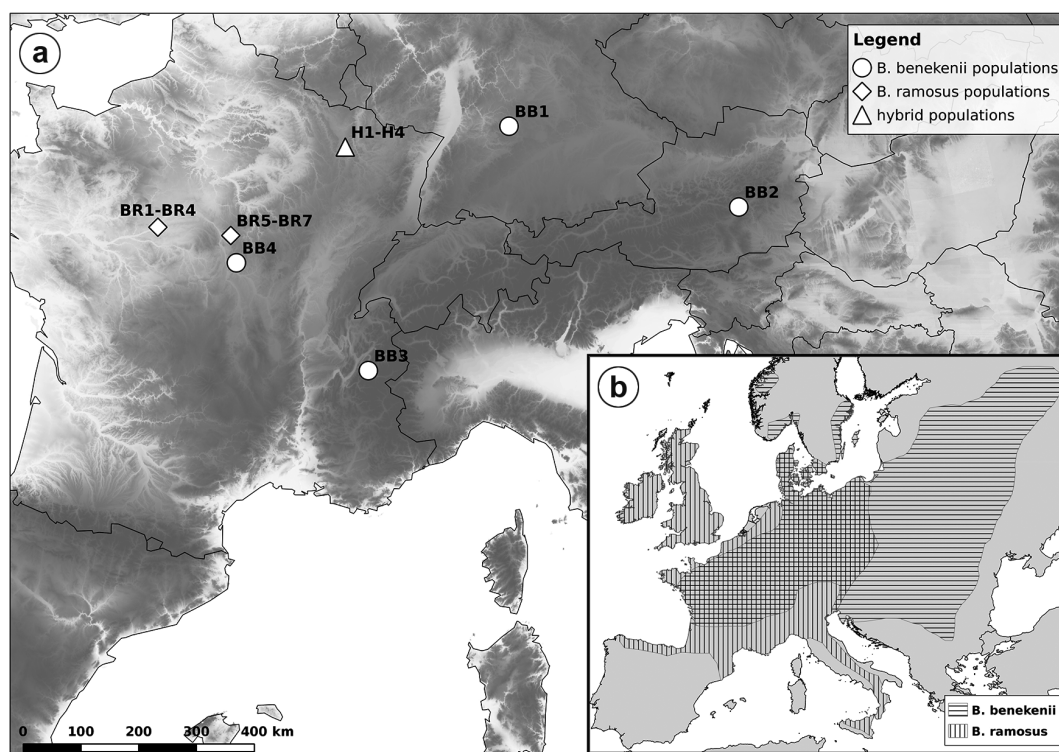 a
Legend
B. benekenii populations
B. ramosus populations
hybrid populations
BB1
H1-H4
BB2
BR1-BR4
BR5-BR7
BB4
BB3
b
0 100 200 300 400 km
B. benekenii
B. ramosus